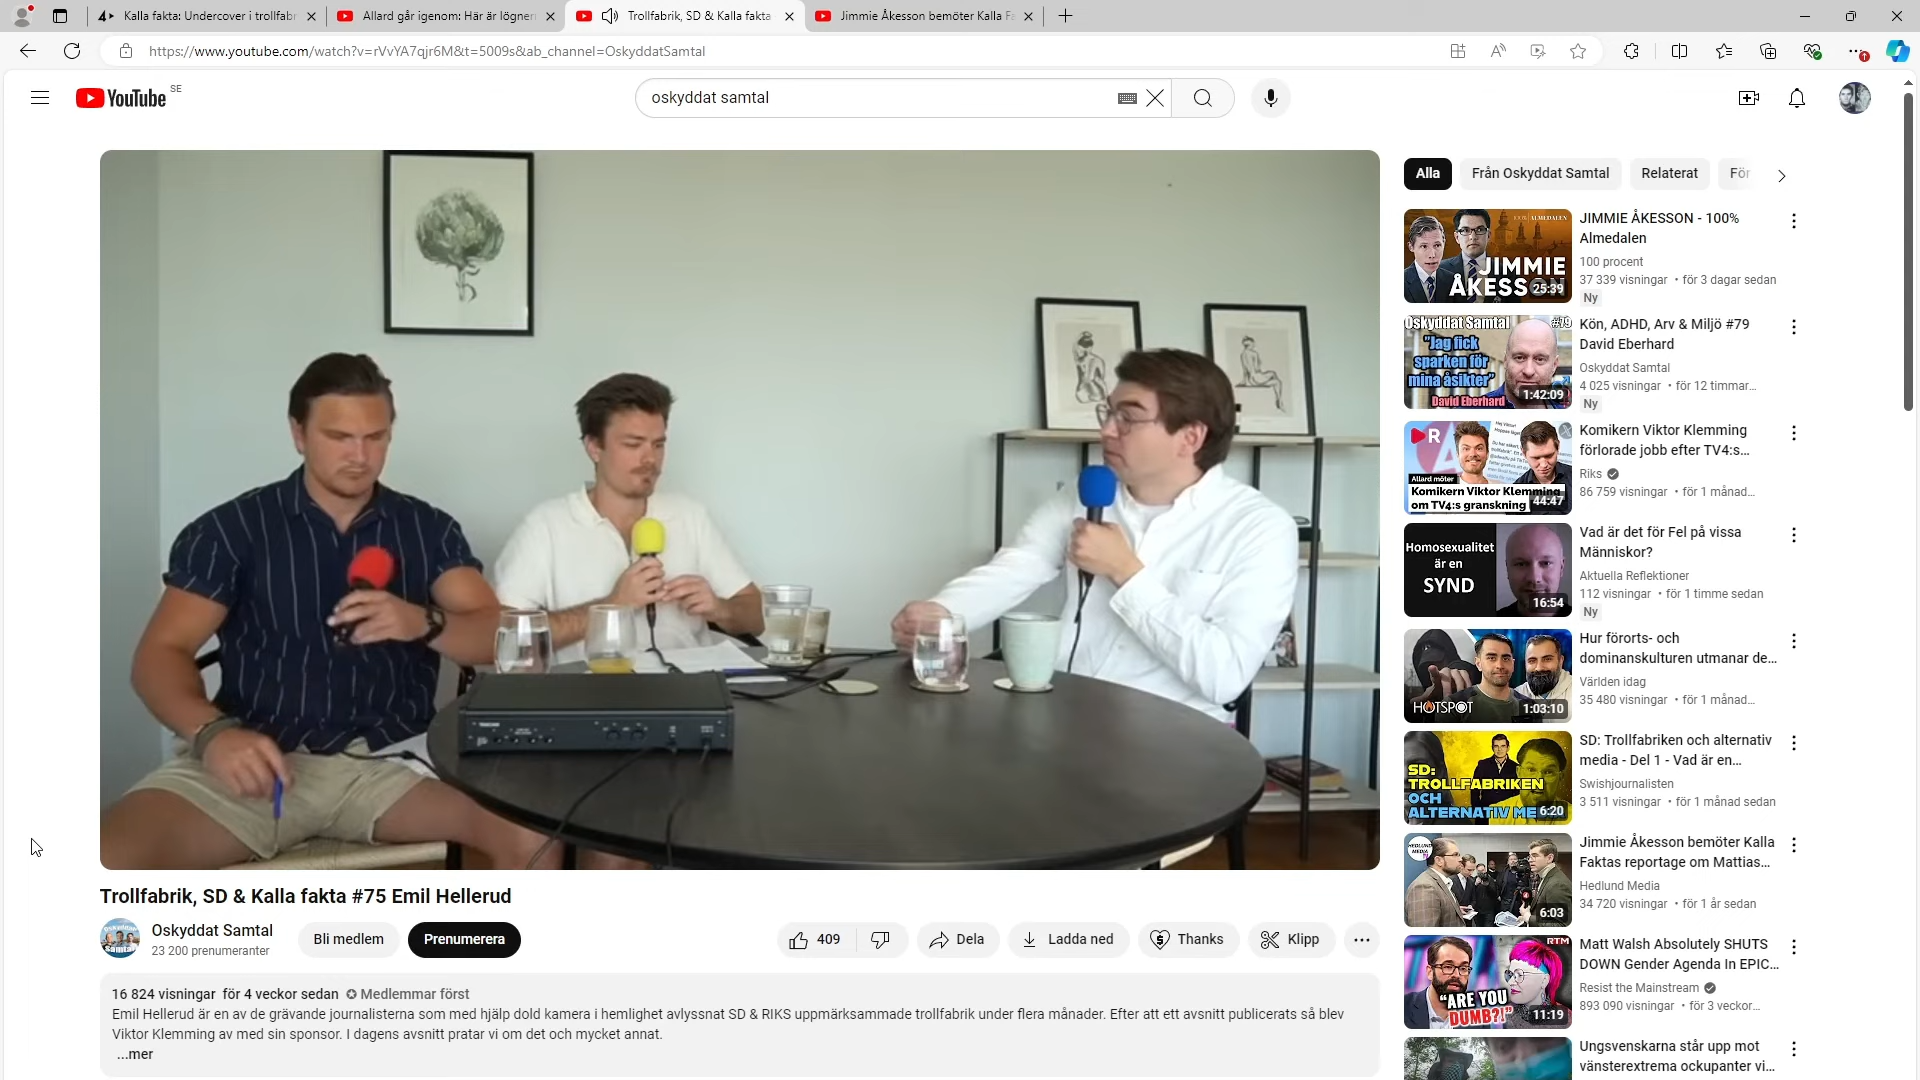 Kalla fakta: Undercover i trollfabr
Allard går igenom: Här är lögner
Trollfabrik, SD & Kalla fakta
Jimmie Åkesson bemöter Kalla Fa
https://www.youtube.com/watch?v=rVvYA7qjr6M&t=5009s&ab_channel=OskyddatSamtal
YouTube SE
oskyddat samtal
Alla
Från Oskyddat Samtal
Relaterat
För
JIMMIE
ÅKESSON
25:39
JIMMIE ÅKESSON - 100%
Almedalen
100 procent
37 339 visningar • för 3 dagar sedan
Ny
Oskyddat Samtal #79
"Jag fick
sparken för
mina åsikter"
David Eberhard
1:42:09
Kön, ADHD, Arv & Miljö #79
David Eberhard
Oskyddat Samtal
4 025 visningar • för 12 timmar...
Ny
R
Allard möter
Komikern Viktor Klemming
om TV4:s granskning
44:47
Komikern Viktor Klemming
förlorade jobb efter TV4:s...
Riks
86 759 visningar • för 1 månad...
Homosexualitet
är en
SYND
16:54
Vad är det för Fel på vissa
Människor?
Aktuella Reflektioner
112 visningar • för 1 timme sedan
Ny
HOTSPOT
1:03:10
Hur förorts- och
dominanskulturen utmanar de...
Världen idag
35 480 visningar • för 1 månad...
SD:
TROLLFABRIKEN
OCH
ALTERNATIV ME
6:20
SD: Trollfabriken och alternativ
media - Del 1 - Vad är en...
Swishjournalisten
3 511 visningar • för 1 månad sedan
HEDLUND
MEDIA
6:03
Jimmie Åkesson bemöter Kalla
Faktas reportage om Mattias...
Hedlund Media
34 720 visningar • för 1 år sedan
RTM
"ARE YOU
DUMB?!"
11:19
Matt Walsh Absolutely SHUTS
DOWN Gender Agenda In EPIC...
Resist the Mainstream
893 090 visningar • för 3 veckor...
Ungsvenskarna står upp mot
vänsterextrema ockupanter vi...
TASCAM
Trollfabrik, SD & Kalla fakta #75 Emil Hellerud
Oskyddat Samtal
23 200 prenumeranter
Bli medlem
Prenumerera
409
Dela
Ladda ned
Thanks
Klipp
16 824 visningar för 4 veckor sedan Medlemmar först
Emil Hellerud är en av de grävande journalisterna som med hjälp dold kamera i hemlighet avlyssnat SD & RIKS uppmärksammade trollfabrik under flera månader. Efter att ett avsnitt publicerats så blev
Viktor Klemming av med sin sponsor. I dagens avsnitt pratar vi om det och mycket annat.
...mer